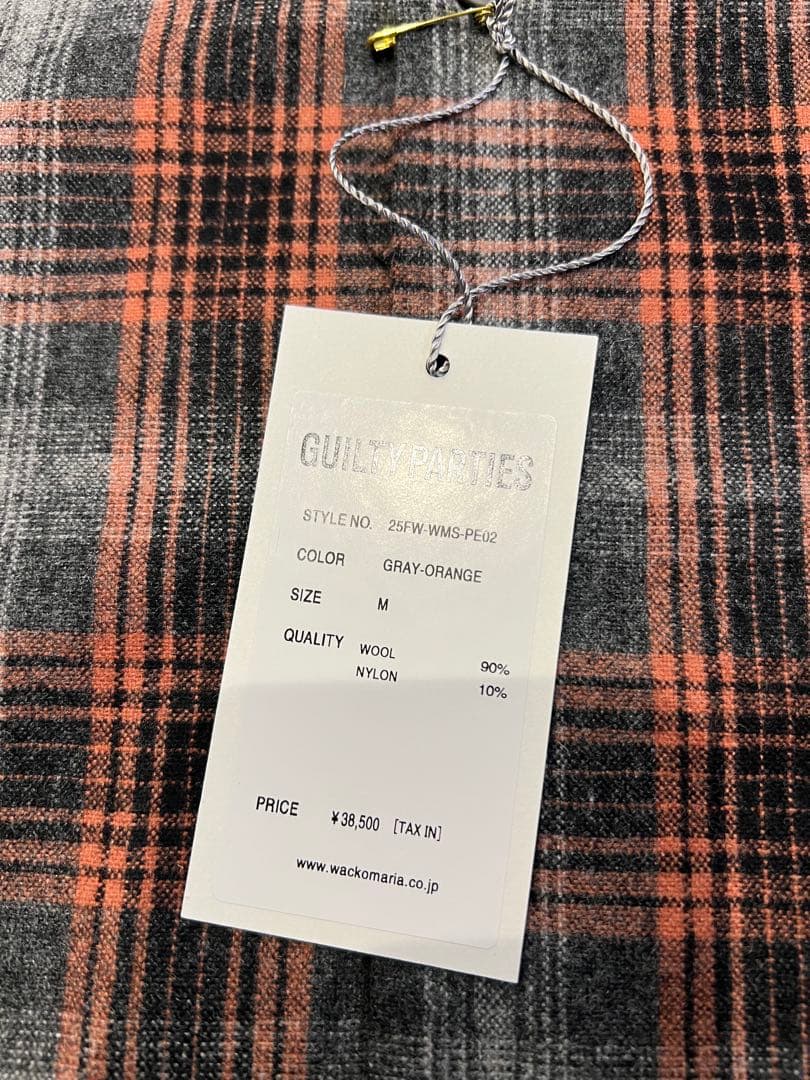 GUILTY PARTIES
STYLE NO. 25FW-WMS-PE02
COLOR GRAY-ORANGE
SIZE M
QUALITY WOOL 90%
NYLON 10%
PRICE ¥38,500 [TAX IN]
www.wackomaria.co.jp